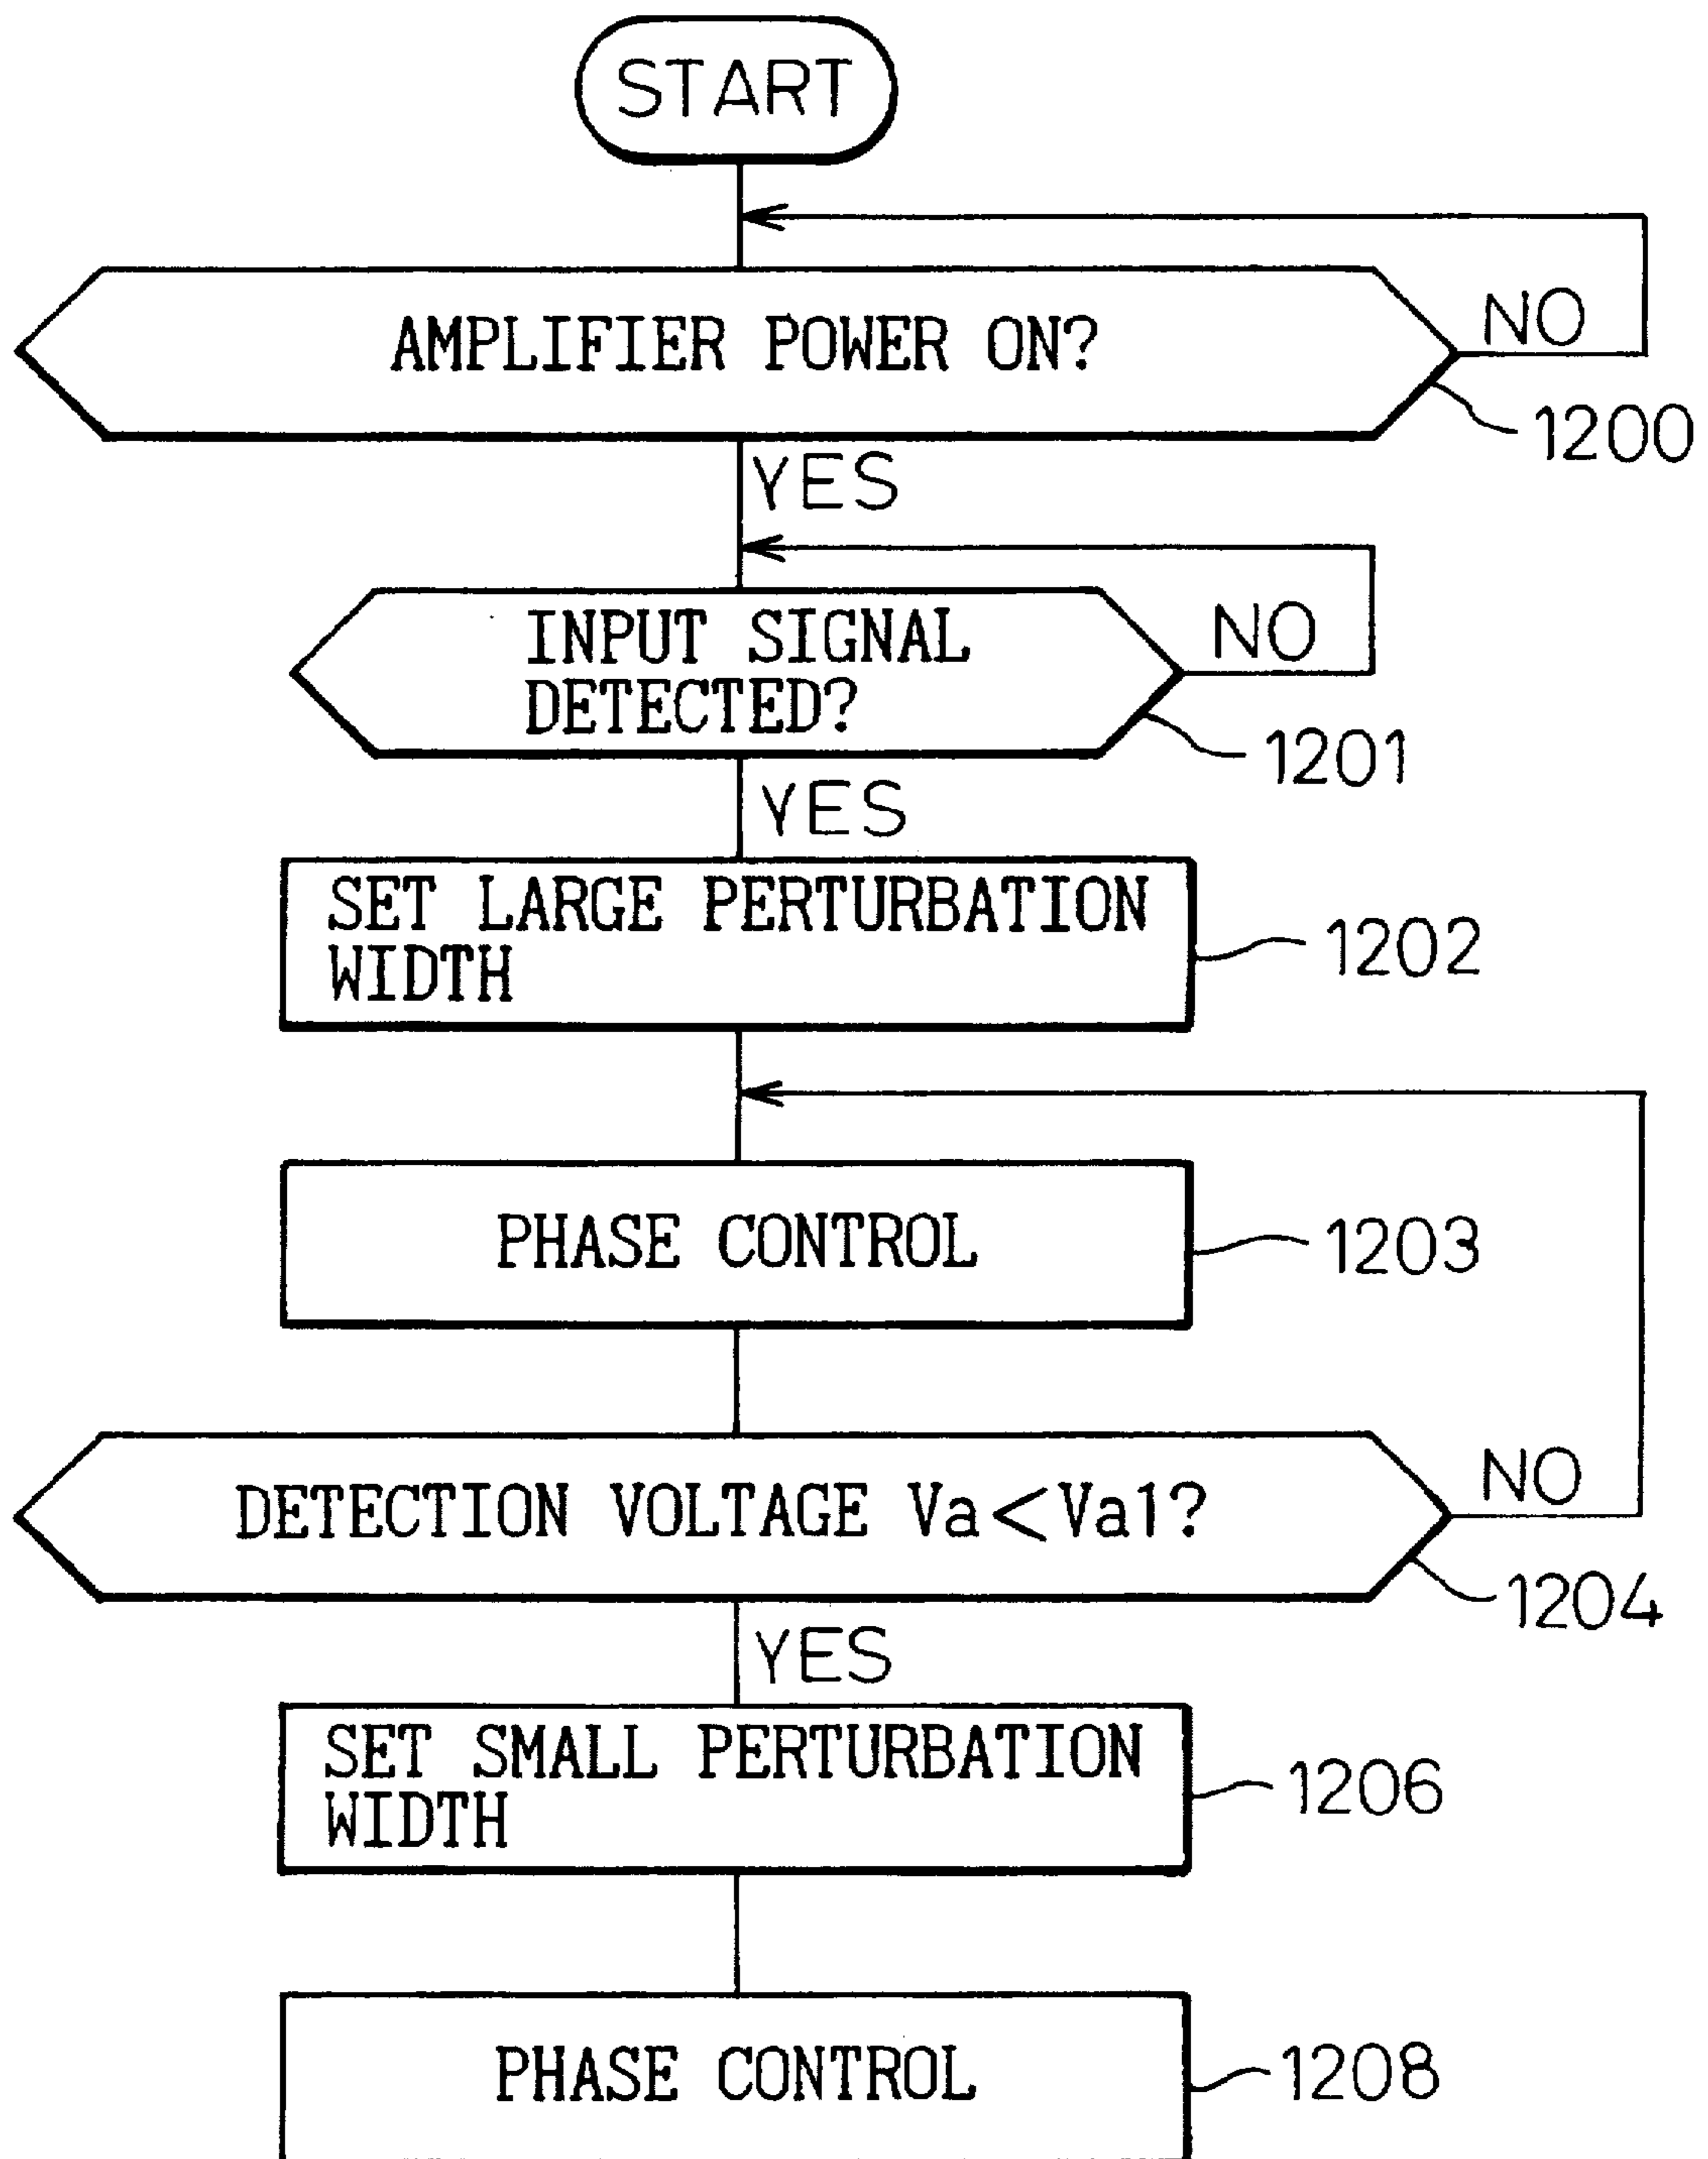 START
AMPLIFIER POWER ON?
NO
1200
YES
INPUT SIGNAL
DETECTED?
NO
1201
YES
SET LARGE PERTURBATION
WIDTH
1202
PHASE CONTROL
1203
DETECTION VOLTAGE Va<Va1?
NO
1204
YES
SET SMALL PERTURBATION
WIDTH
1206
PHASE CONTROL
1208